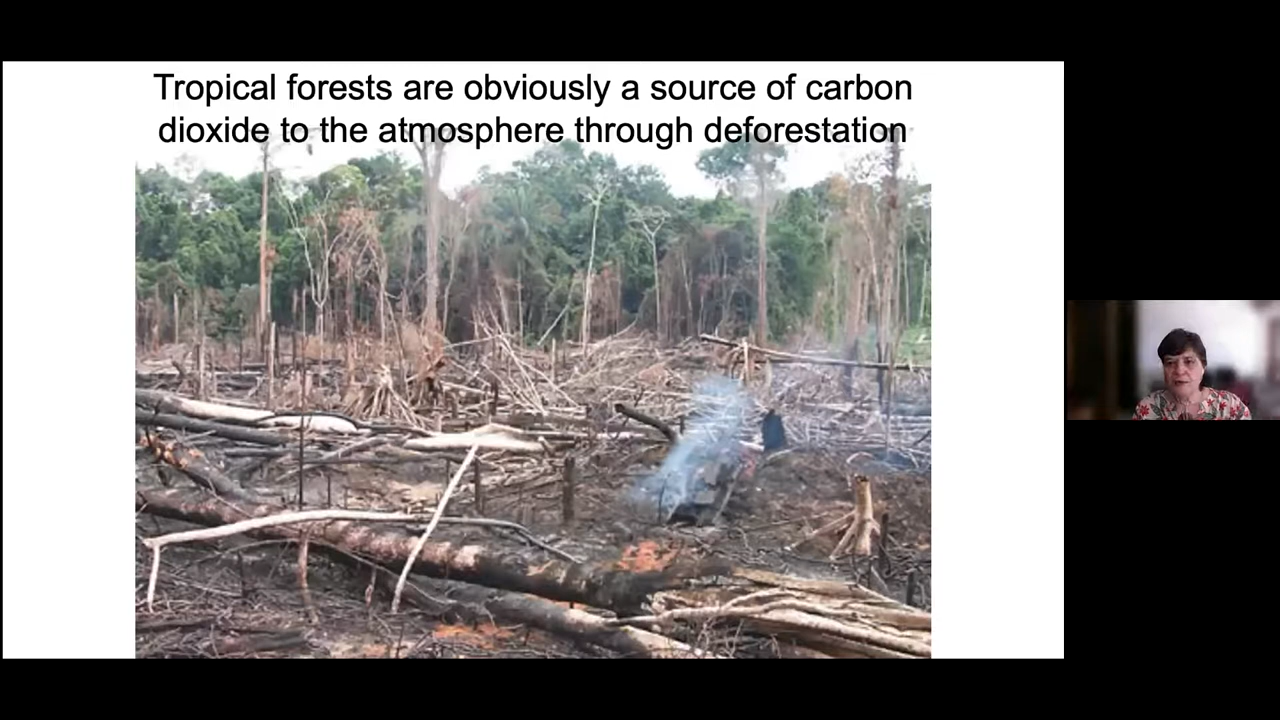 Tropical forests are obviously a source of carbon
dioxide to the atmosphere through deforestation